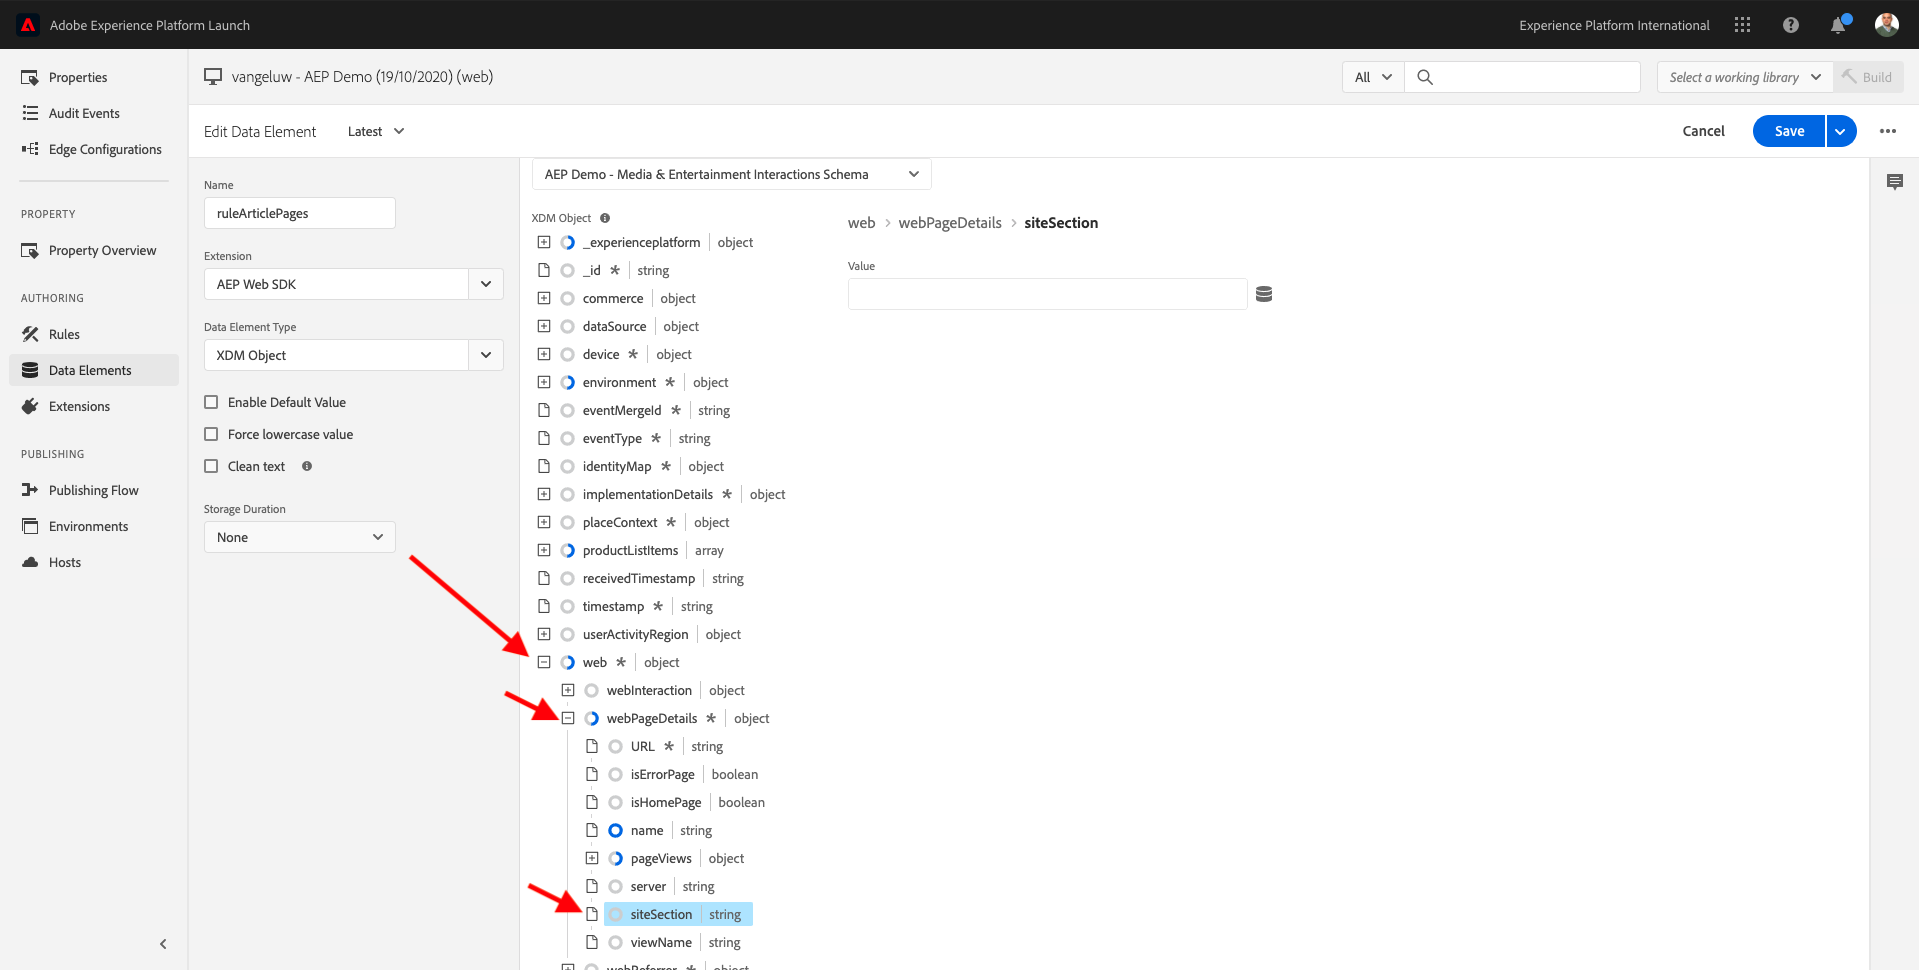 Adobe Experience Platform Launch
Experience Platform International
Properties
Audit Events
Edge Configurations
PROPERTY
Property Overview
AUTHORING
Rules
Data Elements
Extensions
PUBLISHING
Publishing Flow
Environments
Hosts
vangeluw - AEP Demo (19/10/2020) (web)
All
Select a working library
Build
Edit Data Element
Latest
Cancel
Save
Name
ruleArticlePages
Extension
AEP Web SDK
Data Element Type
XDM Object
Enable Default Value
Force lowercase value
Clean text
Storage Duration
None
AEP Demo - Media & Entertainment Interactions Schema
XDM Object
_experienceplatform object
_id * string
commerce object
dataSource object
device * object
environment * object
eventMergeId * string
eventType * string
identityMap * object
implementationDetails * object
placeContext * object
productListItems array
receivedTimestamp string
timestamp * string
userActivityRegion object
web * object
webInteraction object
webPageDetails * object
URL * string
isErrorPage boolean
isHomePage boolean
name string
pageViews object
server string
siteSection string
viewName string
webReferrer * object
web > webPageDetails > siteSection
Value